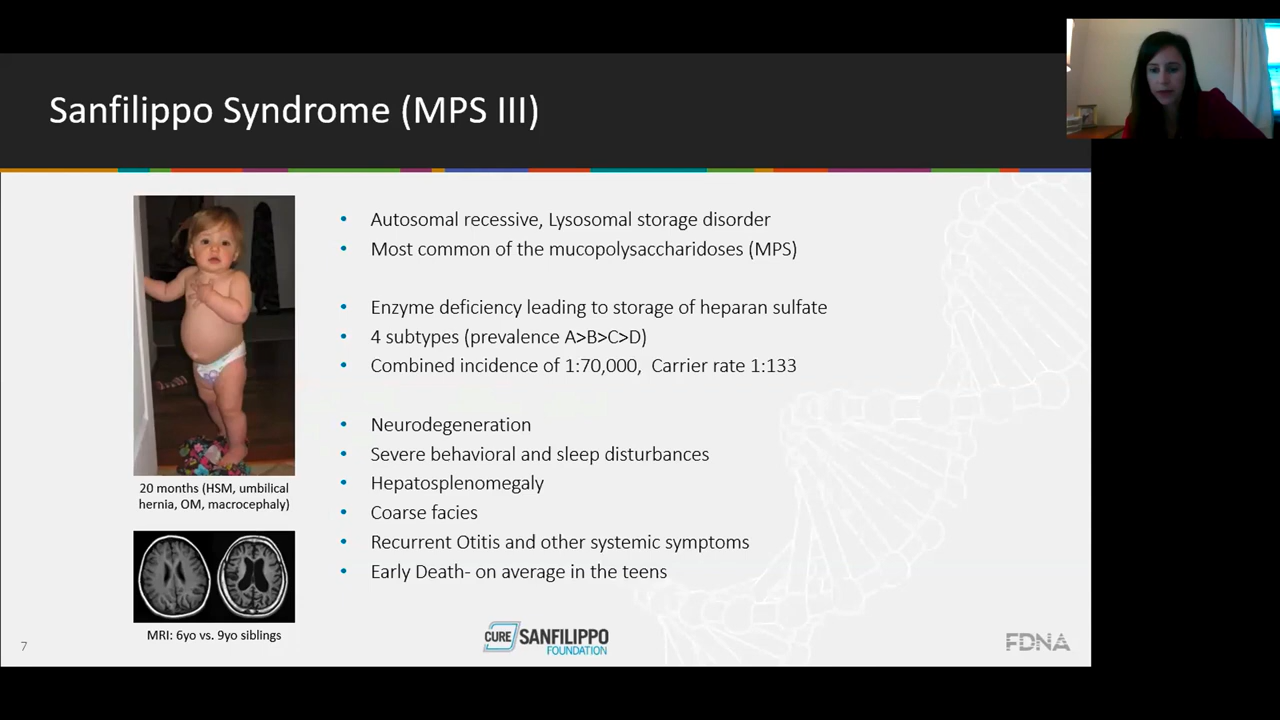 Sanfilippo Syndrome (MPS III)
• Autosomal recessive, Lysosomal storage disorder
• Most common of the mucopolysaccharidoses (MPS)
• Enzyme deficiency leading to storage of heparan sulfate
• 4 subtypes (prevalence A>B>C>D)
• Combined incidence of 1:70,000, Carrier rate 1:133
• Neurodegeneration
• Severe behavioral and sleep disturbances
• Hepatosplenomegaly
• Coarse facies
• Recurrent Otitis and other systemic symptoms
• Early Death- on average in the teens
20 months (HSM, umbilical
hernia, OM, macrocephaly)
MRI: 6yo vs. 9yo siblings
7
CURE SANFILIPPO
FOUNDATION
FDNA